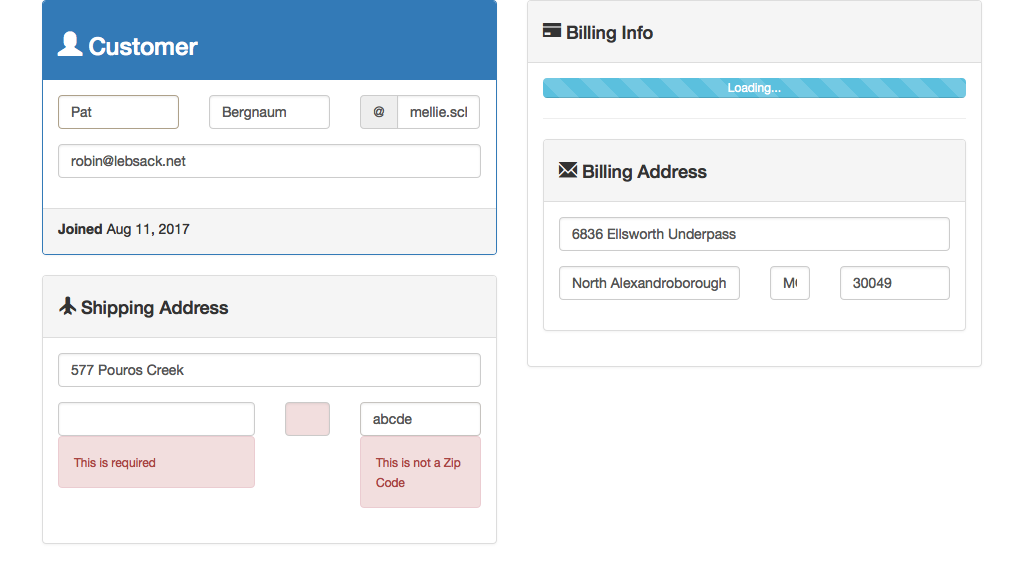 Customer
Pat
Bergnaum
@ mellie.scl
robin@lebsack.net
Joined Aug 11, 2017
Shipping Address
577 Pouros Creek
abcde
This is required
This is not a Zip
Code
Billing Info
Loading...
Billing Address
6836 Ellsworth Underpass
North Alexandroborough
30049